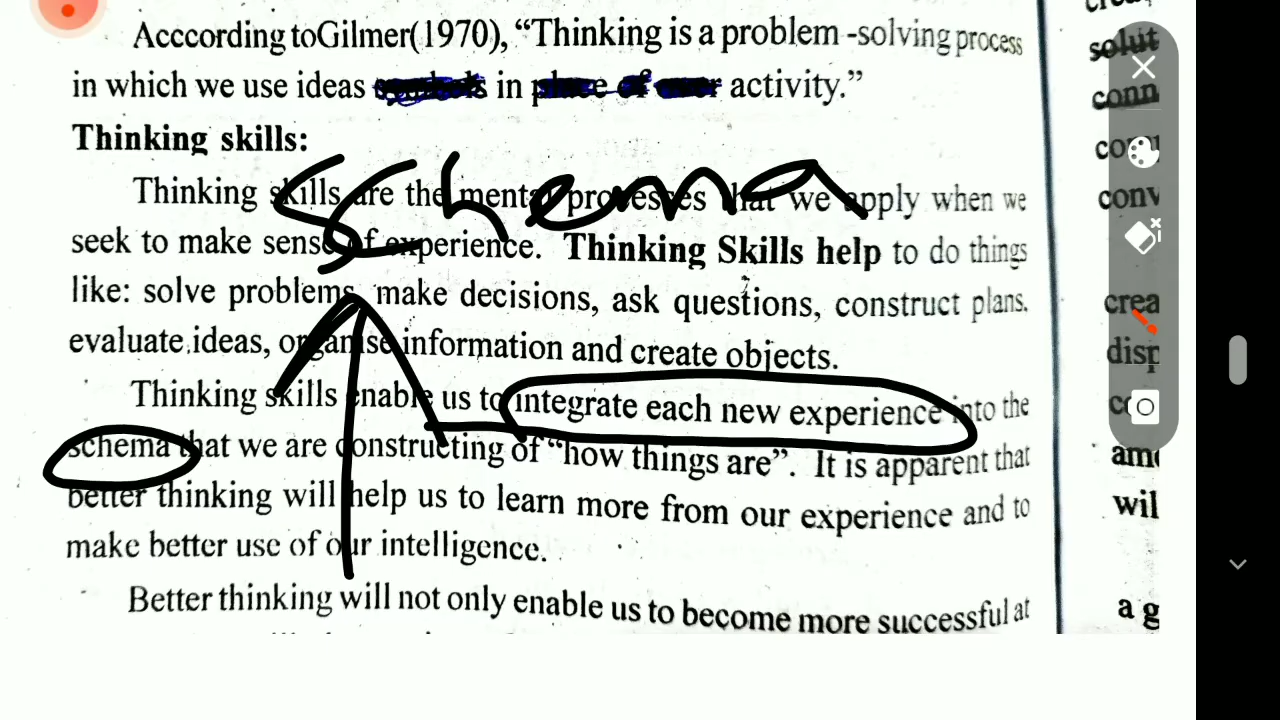 Acccording toGilmer(1970), “Thinking is a problem -solving process
in which we use ideas in activity.”
Thinking skills:
schema
Thinking skills are the mental processes that we apply when we
seek to make sense of experience. Thinking Skills help to do things
like: solve problems, make decisions, ask questions, construct plans.
evaluate ideas, organise information and create objects.
Thinking skills enable us to integrate each new experience into the
schema that we are constructing of “how things are”. It is apparent that
better thinking will help us to learn more from our experience and to
make better use of our intelligence.
Better thinking will not only enable us to become more successful at
solut
conn
conv
crea
disp
amo
wil
a g